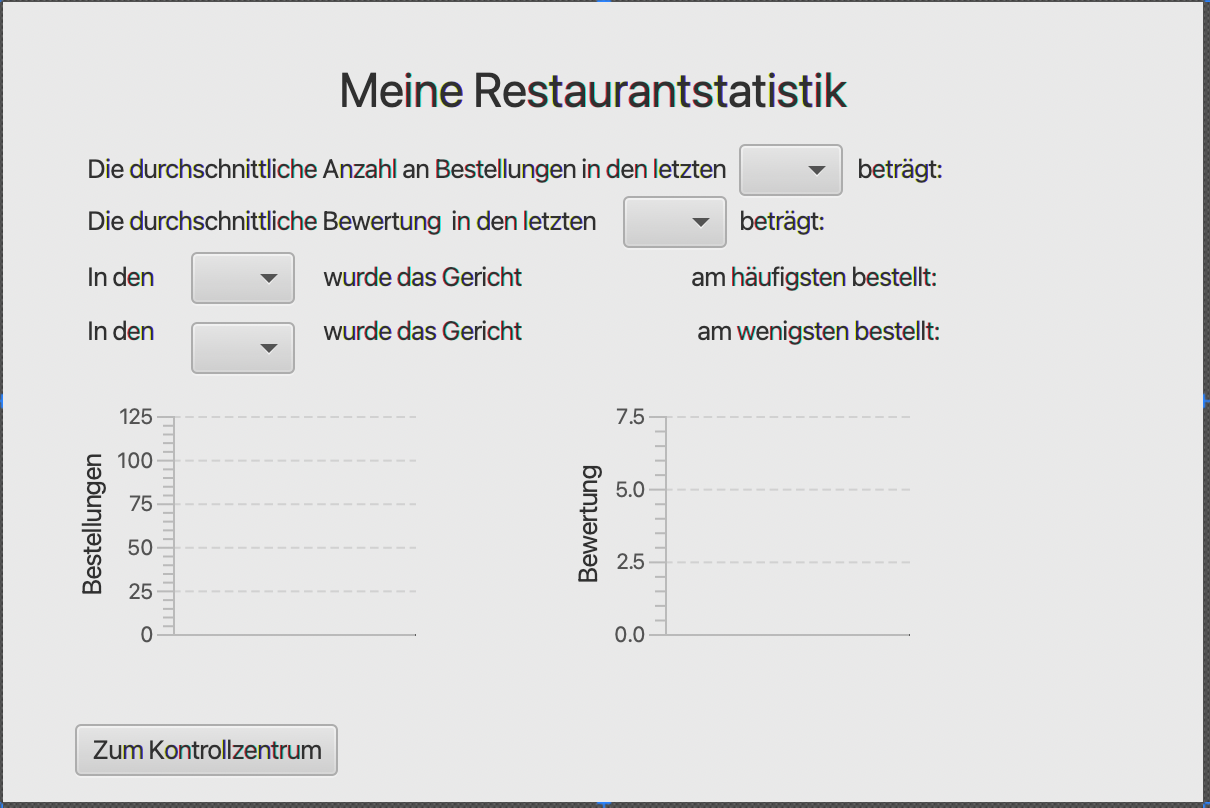 Meine Restaurantstatistik
Die durchschnittliche Anzahl an Bestellungen in den letzten beträgt:
Die durchschnittliche Bewertung in den letzten beträgt:
In den wurde das Gericht am häufigsten bestellt:
In den wurde das Gericht am wenigsten bestellt:
Bestellungen
125
100
75
50
25
0
Bewertung
7.5
5.0
2.5
0.0
Zum Kontrollzentrum